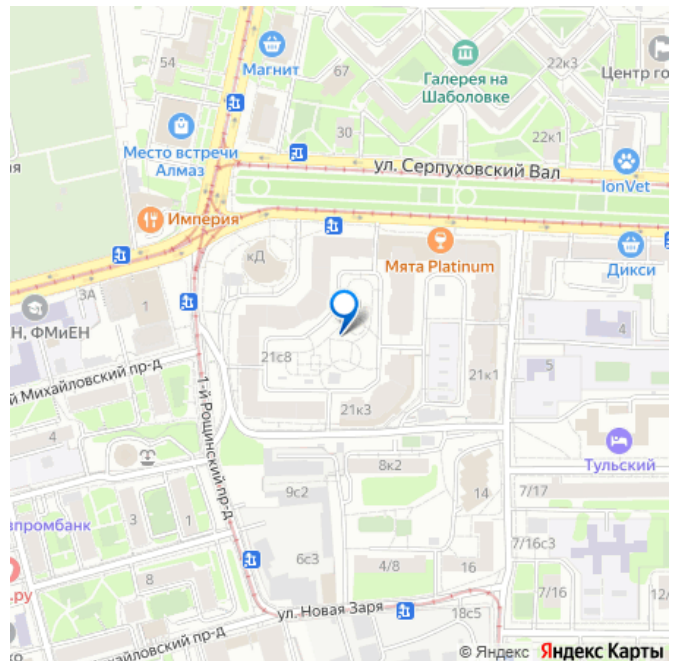 54
Магнит
67
Галерея на
Шаболовке
22к3
Центр го
Место встречи
Алмаз
30
22к1
ул. Серпуховский Вал
IonVet
я
Империя
Мята Platinum
Дикси
кД
3А
1
Н, ФМиЕН
4
й Михайловский пр-д
21с8
5
21к1
21к3
1-й Рощинский пр-д
4
8к2
Тульский
9с2
14
7/17
впромбанк
3
1
6с3
7/16с3
4/8
16
.ру
8
7/16
12/
ул. Новая Заря
18с5
хайловский пр-д
© Яндекс Яндекс Карты